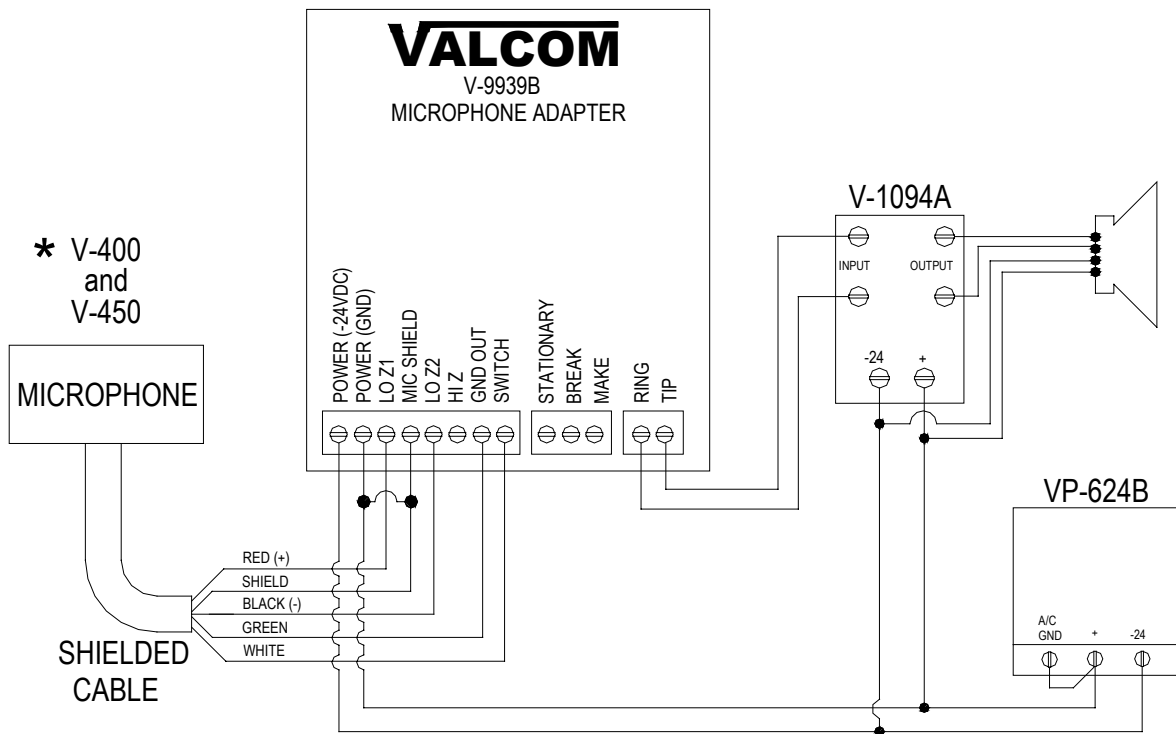 VALCOM
V-9939B
MICROPHONE ADAPTER
* V-400
and
V-450
MICROPHONE
SHIELDED
CABLE
RED (+)
SHIELD
BLACK (-)
GREEN
WHITE
POWER (-24VDC)
POWER (GND)
LO Z1
MIC SHIELD
LO Z2
HI Z
GND OUT
SWITCH
STATIONARY
BREAK
MAKE
RING
TIP
V-1094A
INPUT
OUTPUT
-24
+
VP-624B
A/C
GND
+
-24